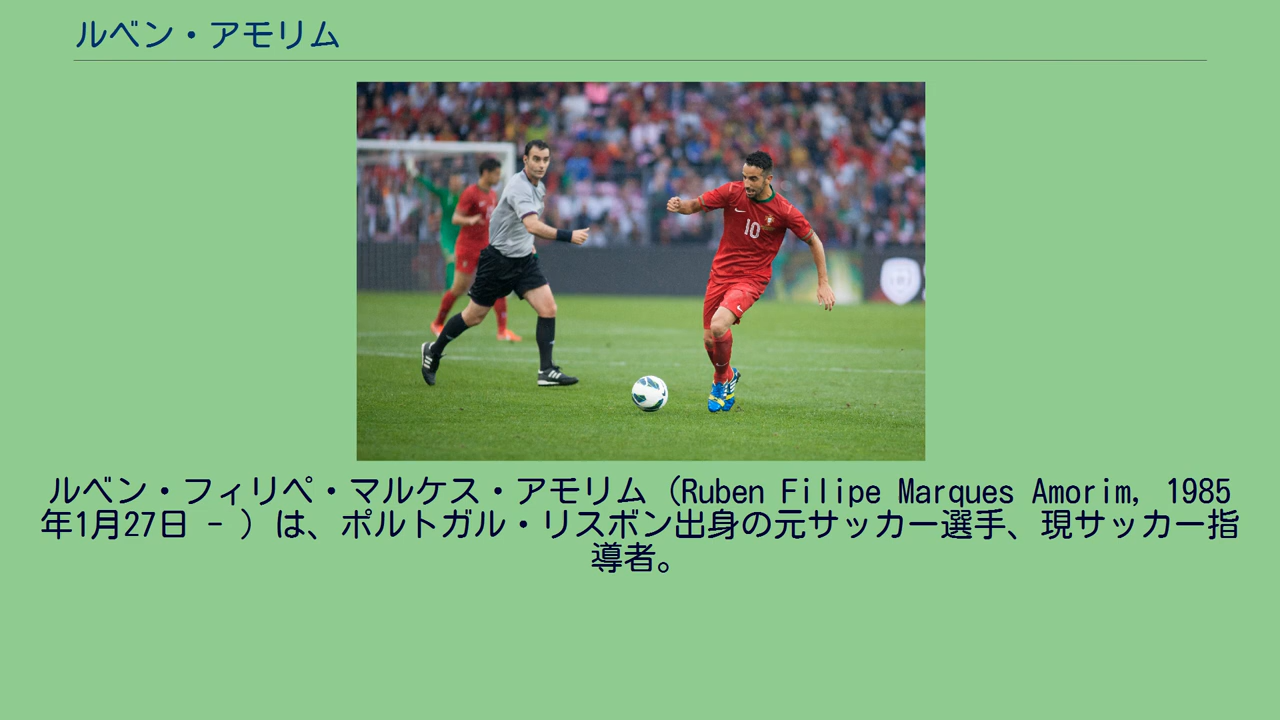 ルベン・アモリム
10
ルベン・フィリペ・マルケス・アモリム（Ruben Filipe Marques Amorim, 1985
年1月27日 - ）は、ポルトガル・リスボン出身の元サッカー選手、現サッカー指
導者。